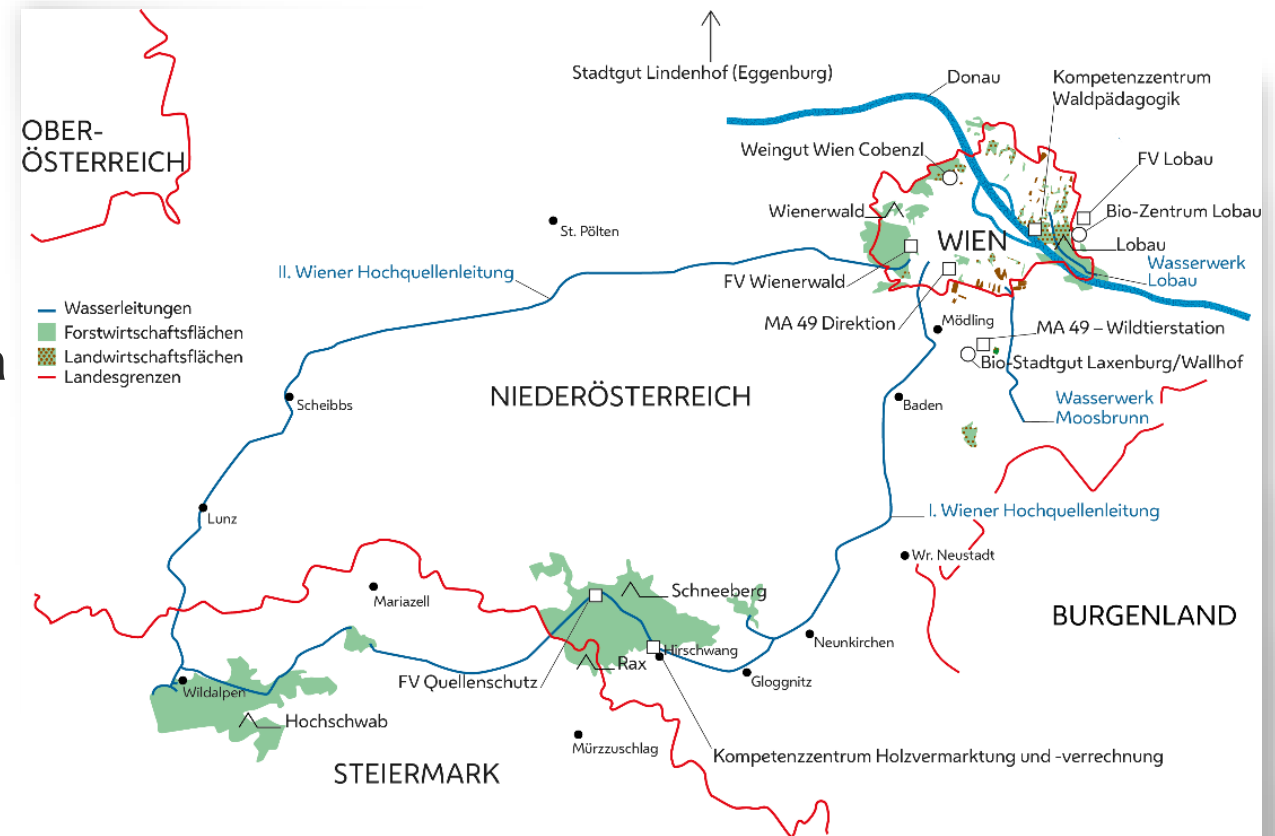 Stadtgut Lindenhof (Eggenburg)
Donau
Kompetenzzentrum
Waldpädagogik
OBER-
ÖSTERREICH
Weingut Wien Cobenzl
FV Lobau
Wienerwald
Bio-Zentrum Lobau
St. Pölten
WIEN
Lobau
II. Wiener Hochquellenleitung
FV Wienerwald
Wasserwerk
Lobau
Wasserleitungen
Forstwirtschaftsflächen
Landwirtschaftsflächen
Landesgrenzen
MA 49 Direktion
Mödling
MA 49 – Wildtierstation
Bio-Stadtgut Laxenburg/Wallhof
NIEDERÖSTERREICH
Scheibbs
Baden
Wasserwerk
Moosbrunn
Lunz
I. Wiener Hochquellenleitung
Wr. Neustadt
Mariazell
Schneeberg
BURGENLAND
Neunkirchen
Hirschwang
Rax
Gloggnitz
FV Quellenschutz
Wildalpen
Hochschwab
Mürzzuschlag
Kompetenzzentrum Holzvermarktung und -verrechnung
STEIERMARK